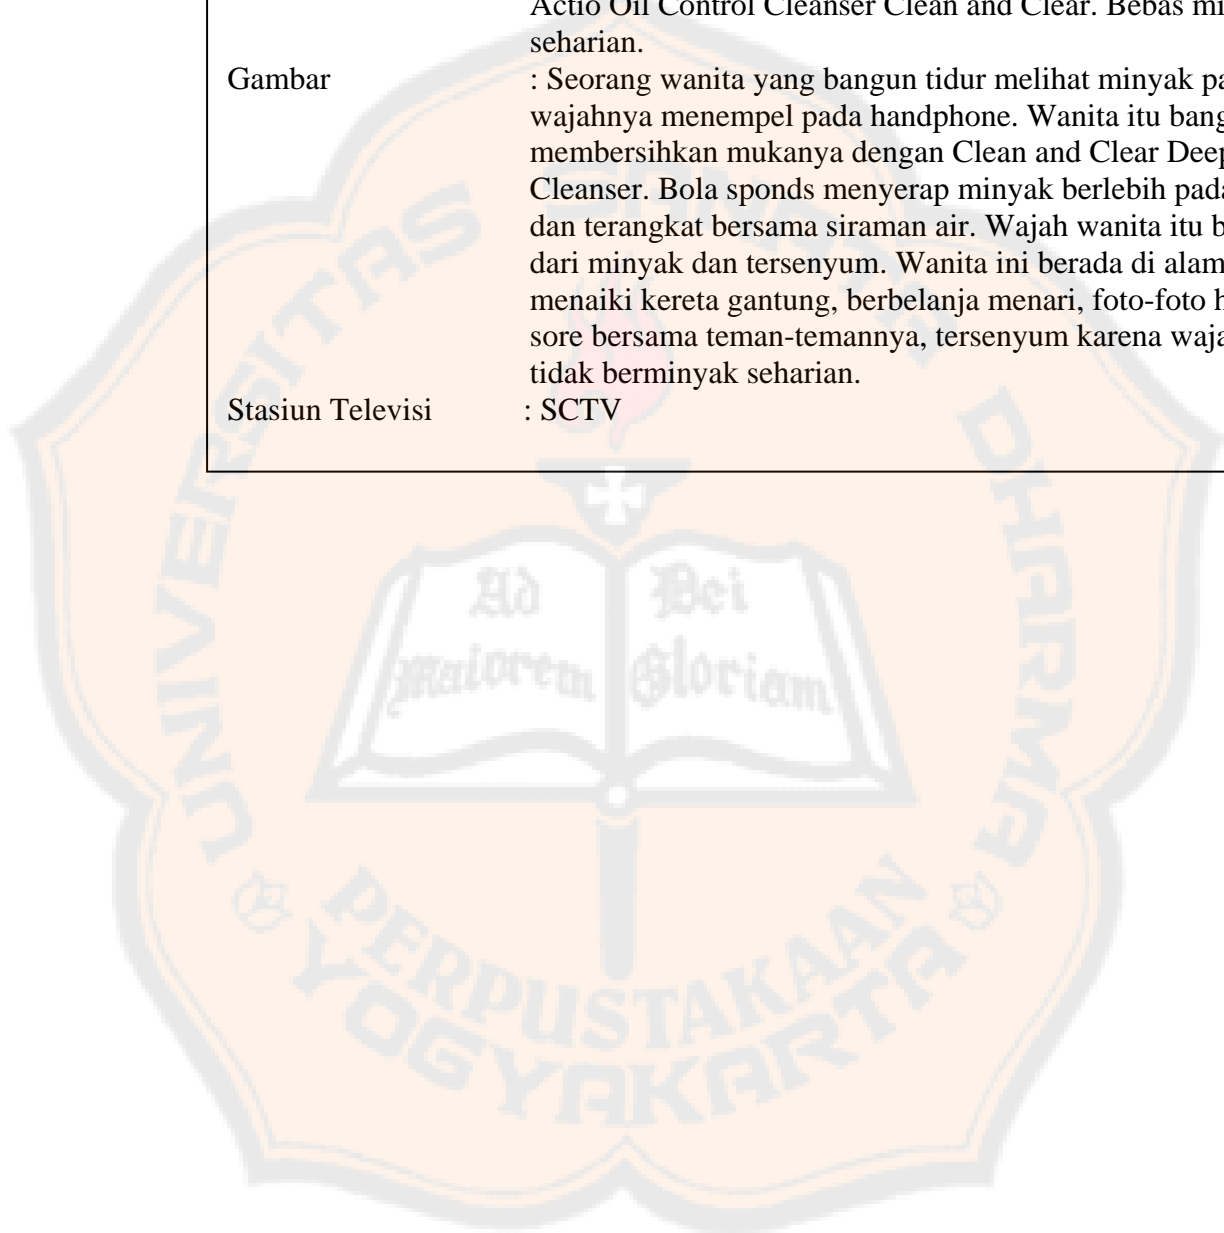 Actio Oil Control Cleanser Clean and Clear. Bebas mi
seharian.
Gambar : Seorang wanita yang bangun tidur melihat minyak pa
wajahnya menempel pada handphone. Wanita itu bang
membersihkan mukanya dengan Clean and Clear Deep
Cleanser. Bola sponds menyerap minyak berlebih pada
dan terangkat bersama siraman air. Wajah wanita itu b
dari minyak dan tersenyum. Wanita ini berada di alam
menaiki kereta gantung, berbelanja menari, foto-foto h
sore bersama teman-temannya, tersenyum karena waja
tidak berminyak seharian.
Stasiun Televisi : SCTV
UNIVERSITAS SANATA DHARMA
Ad Dei
maiorem Gloriam
PERPUSTAKAAN
YOGYAKARTA